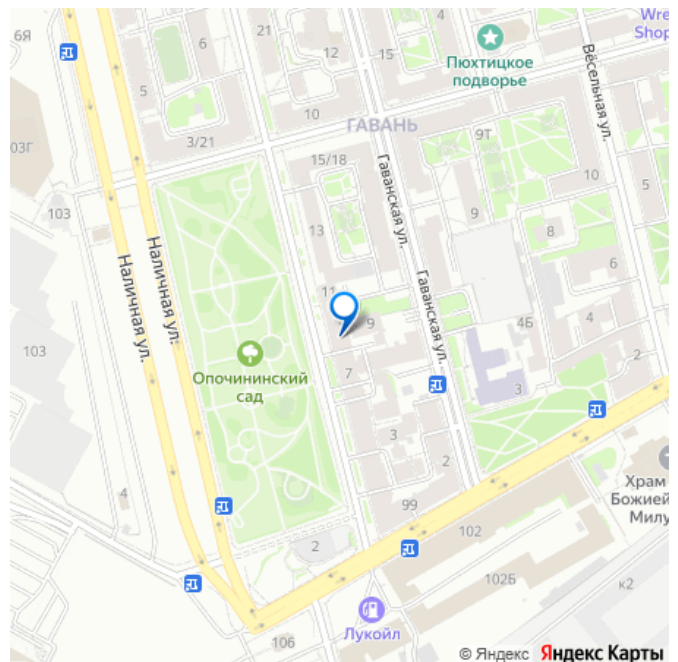 6Я
21
Wre
Shop
6
12
15
Пюхтицкое
подворье
Весельная ул.
5
10
3/21
ГАВАНЬ
9Т
03Г
15/18
Гаванская ул.
10
5
103
9
13
8
Наличная ул.
Наличная ул.
6
11
Гаванская ул.
9
4Б
4
103
7
2
Опочининский
сад
3
3
2
Храм
Божией
Милу
4
99
102
2
102Б
к2
106
Лукойл
© Яндекс Яндекс Карты